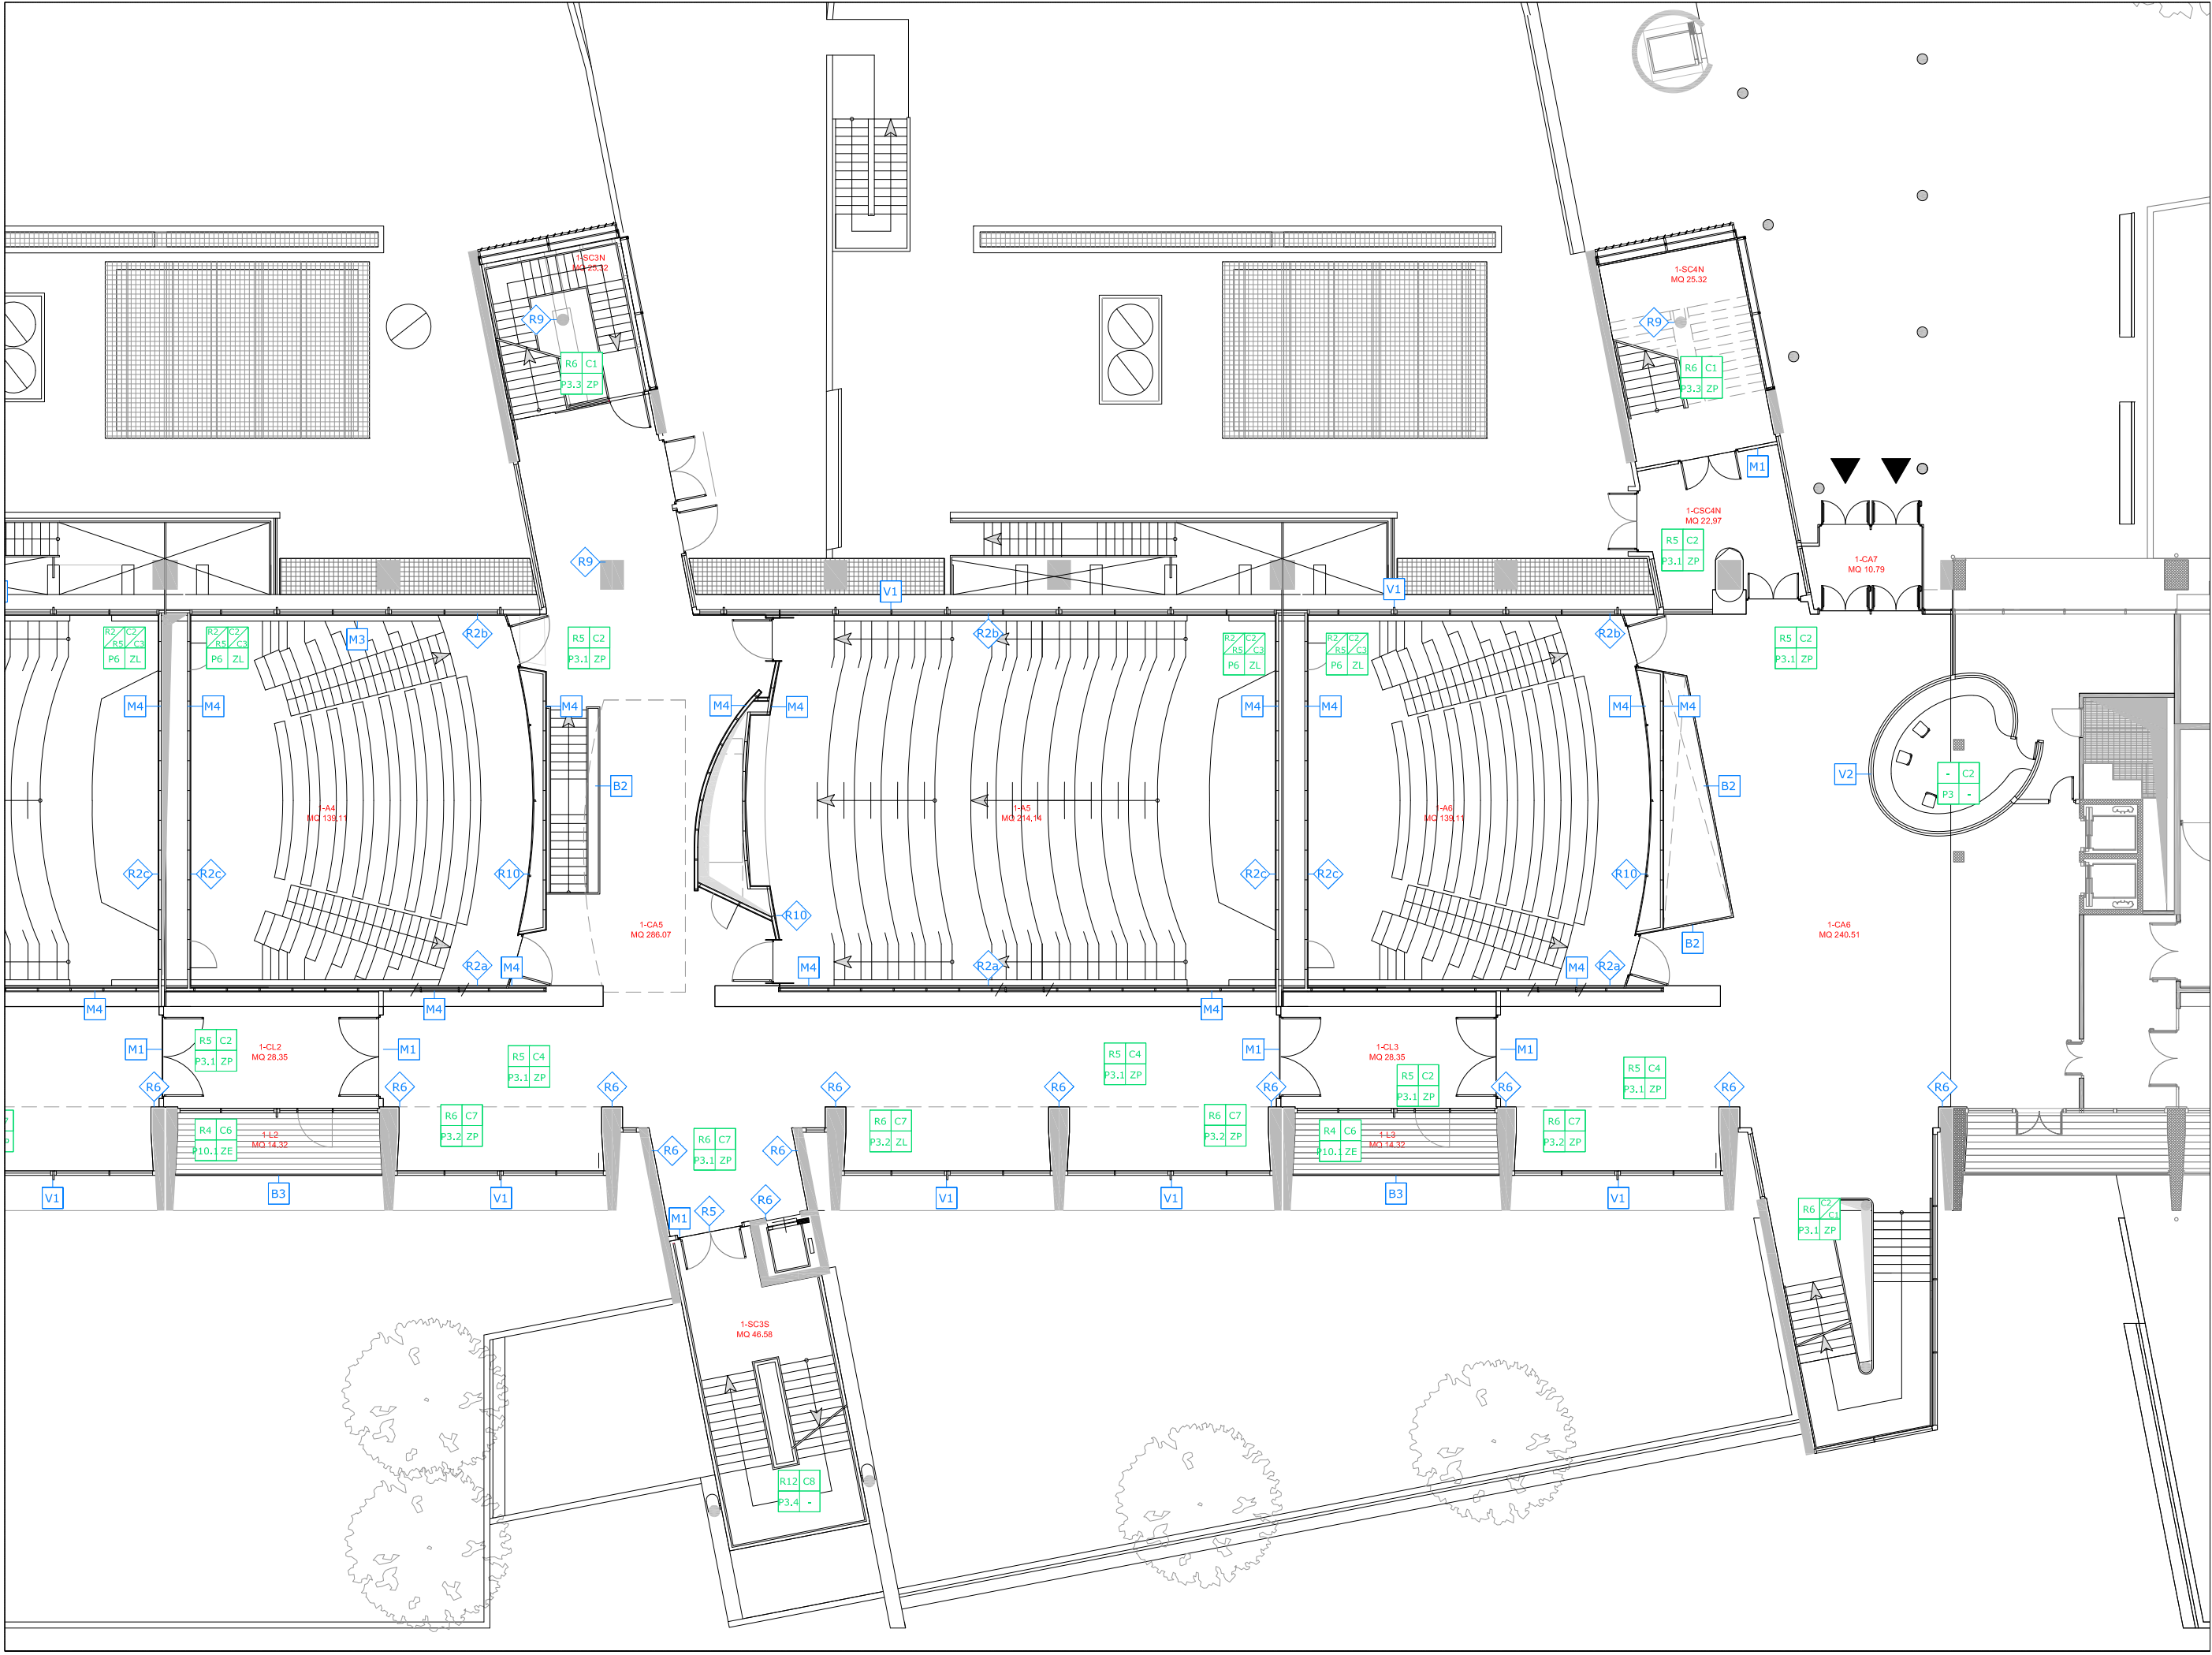 1-SC3N
MQ 25,32
1-SC4N
MQ 25.32
R9
R9
R6 C1
P3.3 ZP
R6 C1
P3.3 ZP
M1
1-CSC4N
MQ 22,97
R5 C2
P3.1 ZP
R9
1-CA7
MQ 10.79
V1
V1
R2 C2
R5 C3
P6 ZL
R2 C2
R5 C3
P6 ZL
M3
R2b
R5 C2
P3.1 ZP
R2b
R2 C2
R5 C3
P6 ZL
R2 C2
R5 C3
P6 ZL
R2b
R5 C2
P3.1 ZP
M4
M4
M4
M4
M4
M4
M4
M4
M4
B2
B2
V2
- C2
P3 -
1-A4
MQ 139,11
1-A5
MQ 214,14
1-A6
MQ 139,11
R2c
R2c
R10
R2c
R2c
R10
R10
1-CA5
MQ 286.07
1-CA6
MQ 240.51
B2
R2a
M4
M4
R2a
M4
R2a
M4
M4
M4
M1
R5 C2
P3.1 ZP
1-CL2
MQ 28,35
M1
R5 C4
P3.1 ZP
R5 C4
P3.1 ZP
M1
1-CL3
MQ 28,35
R5 C2
P3.1 ZP
M1
R5 C4
P3.1 ZP
R6
R6
R6
R6
R6
R6
R6
R6
R6
R4 C6
P10.1 ZE
1-L2
MQ 14,32
R6 C7
P3.2 ZP
R6
R6 C7
P3.1 ZP
R6
R6 C7
P3.2 ZL
R6 C7
P3.2 ZP
R4 C6
P10.1 ZE
1-L3
MQ 14,32
R6 C7
P3.2 ZP
V1
B3
V1
M1
R5
R6
V1
V1
B3
V1
R6 C2
C1
P3.1 ZP
1-SC3S
MQ 46.58
R12 C8
P3.4 -